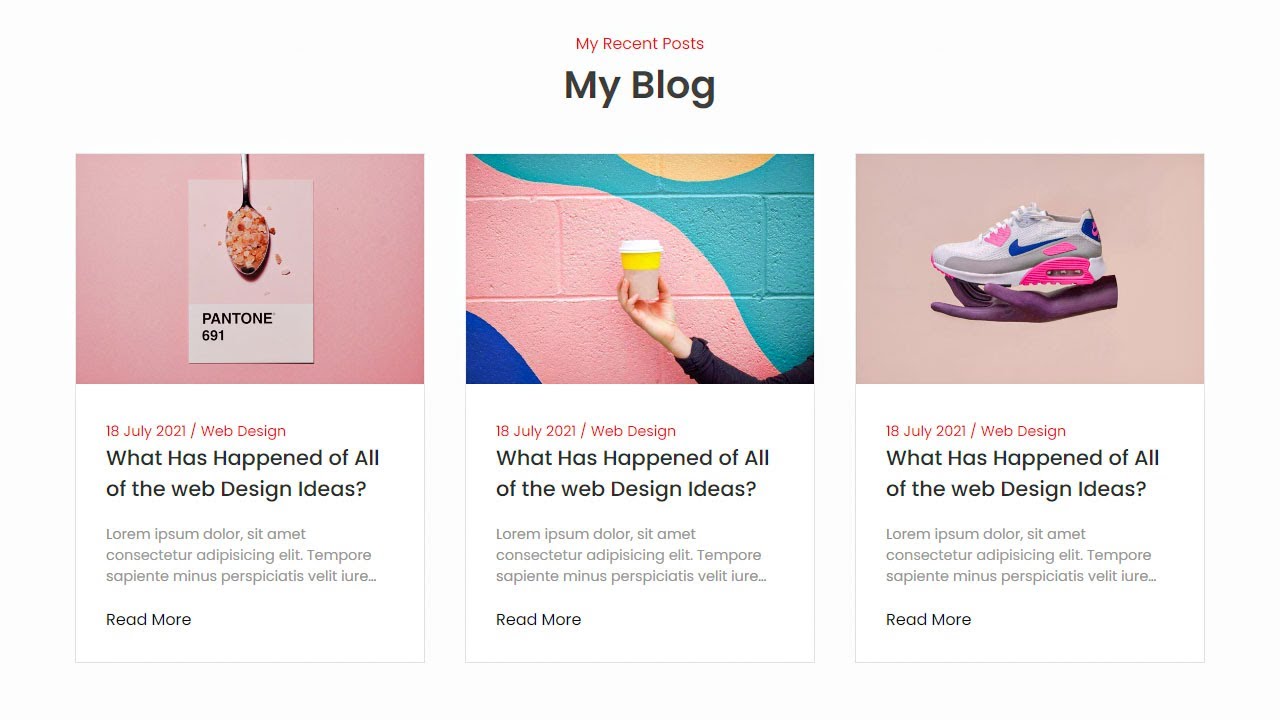 My Recent Posts
My Blog
PANTONE
691
18 July 2021 / Web Design
What Has Happened of All
of the web Design Ideas?
Lorem ipsum dolor, sit amet
consectetur adipisicing elit. Tempore
sapiente minus perspiciatis velit iure...
Read More
18 July 2021 / Web Design
What Has Happened of All
of the web Design Ideas?
Lorem ipsum dolor, sit amet
consectetur adipisicing elit. Tempore
sapiente minus perspiciatis velit iure...
Read More
18 July 2021 / Web Design
What Has Happened of All
of the web Design Ideas?
Lorem ipsum dolor, sit amet
consectetur adipisicing elit. Tempore
sapiente minus perspiciatis velit iure...
Read More